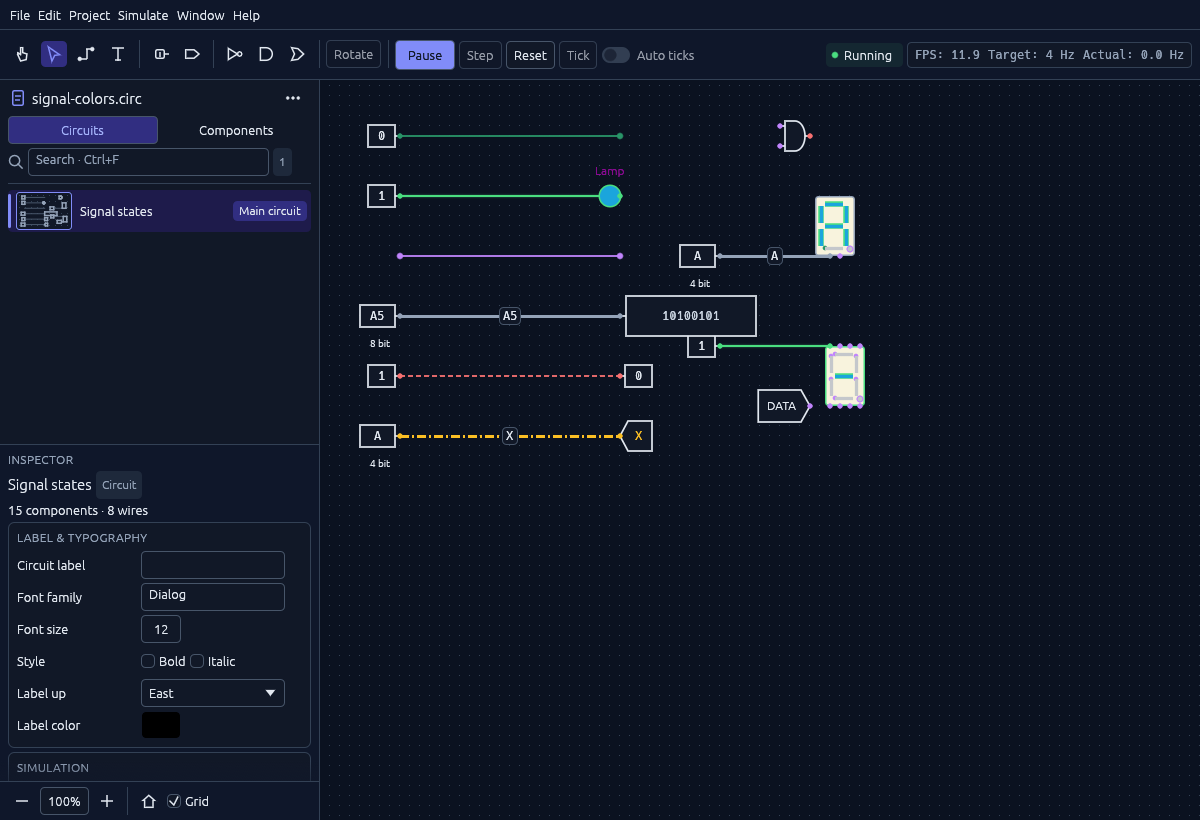 File Edit Project Simulate Window Help
Rotate Pause Step Reset Tick Auto ticks Running FPS: 11.9 Target: 4 Hz Actual: 0.0 Hz
signal-colors.circ •••
Circuits Components
Search · Ctrl+F 1
Signal states Main circuit
0
Lamp
1
A A
4 bit
A5 A5 10100101
8 bit
1
1 0
DATA
A X X
4 bit
INSPECTOR
Signal states Circuit
15 components · 8 wires
LABEL & TYPOGRAPHY
Circuit label
Font family Dialog
Font size 12
Style Bold Italic
Label up East
Label color
SIMULATION
100% Grid